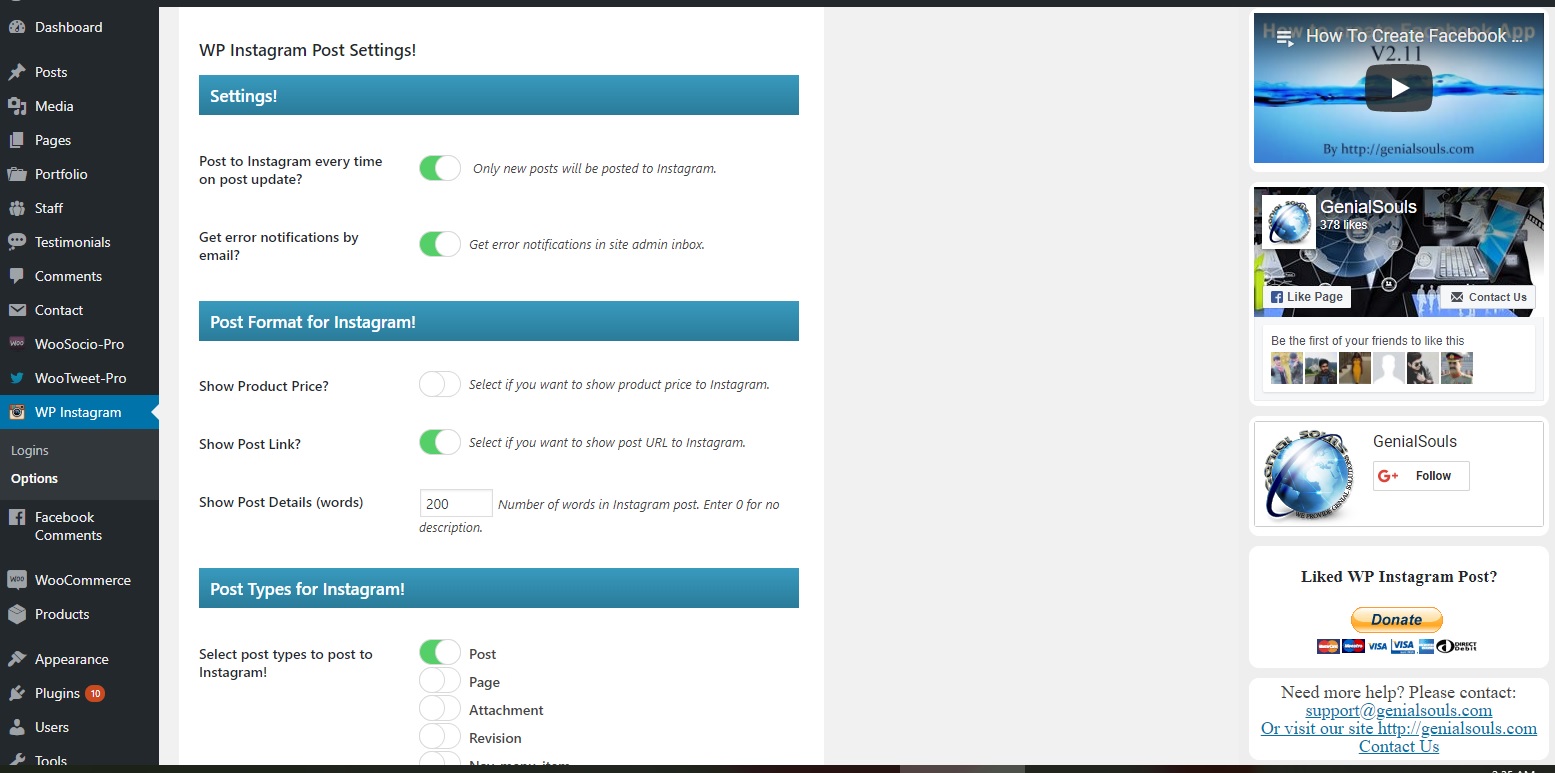 Dashboard
Posts
Media
Pages
Portfolio
Staff
Testimonials
Comments
Contact
WooSocio-Pro
WooTweet-Pro
WP Instagram
Logins
Options
Facebook
Comments
WooCommerce
Products
Appearance
Plugins 10
Users
Tools
WP Instagram Post Settings!
Settings!
Post to Instagram every time
on post update?
Only new posts will be posted to Instagram.
Get error notifications by
email?
Get error notifications in site admin inbox.
Post Format for Instagram!
Show Product Price?
Select if you want to show product price to Instagram.
Show Post Link?
Select if you want to show post URL to Instagram.
Show Post Details (words)
200 Number of words in Instagram post. Enter 0 for no
description.
Post Types for Instagram!
Select post types to post to
Instagram!
Post
Page
Attachment
Revision
How To Create Facebook ...
V2.11
By http://genialsouls.com
GenialSouls
378 likes
Like Page
Contact Us
Be the first of your friends to like this
GenialSouls
G+ Follow
Liked WP Instagram Post?
Donate
Need more help? Please contact:
support@genialsouls.com
Or visit our site http://genialsouls.com
Contact Us